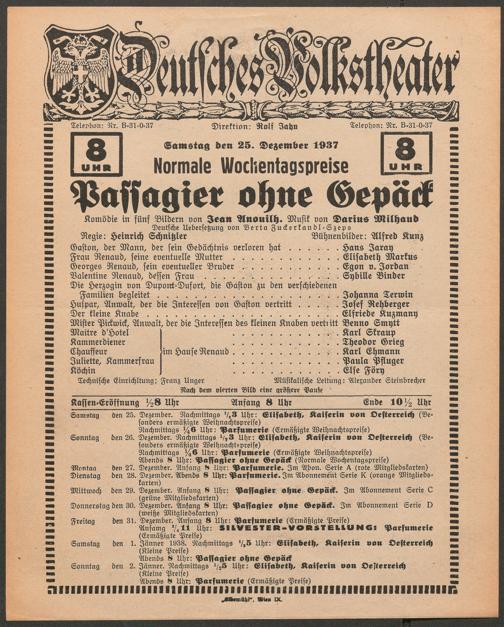 Deutsches Volkstheater
Telephon: Nr. B-31-0-37 Direktion: Rolf Jahn Telephon: Nr. B-31-0-37
8 UHR Samstag den 25. Dezember 1937 8 UHR
Normale Wochentagspreise
Passagier ohne Gepäck
Komödie in fünf Bildern von Jean Anouilh. Musik von Darius Milhaud
Deutsche Uebersetzung von Berta Zuckerkandl-Szeps
Regie: Heinrich Schnitzler Bühnenbilder: Alfred Kunz
Gaston, der Mann, der sein Gedächtnis verloren hat . . . . . . Hans Jaray
Frau Renaud, seine eventuelle Mutter . . . . . . Elisabeth Markus
Georges Renaud, sein eventueller Bruder . . . . . . Egon v. Jordan
Valentine Renaud, dessen Frau . . . . . . Sybille Binder
Die Herzogin von Dupont-Dufort, die Gaston zu den verschiedenen
Familien begleitet . . . . . . Johanna Terwin
Huspar, Anwalt, der die Interessen von Gaston vertritt . . . . Josef Rehberger
Der kleine Knabe . . . . . . Elfriede Kuzmany
Mister Pickwick, Anwalt, der die Interessen des kleinen Knaben vertritt Benno Smytt
Maitre d'Hotel . . . . . . Karl Skraup
Kammerdiener . . . . . . Theodor Grieg
Chauffeur im Hause Renaud . . . . . . Karl Ehmann
Juliette, Kammerfrau . . . . . . Paula Pfluger
Köchin . . . . . . Else Föry
Technische Einrichtung: Franz Unger Musikalische Leitung: Alexander Steinbrecher
Nach dem vierten Bild eine größere Pause
Kassen-Eröffnung ½8 Uhr Anfang 8 Uhr Ende 10½ Uhr
Samstag den 25. Dezember. Nachmittags ½3 Uhr: Elisabeth, Kaiserin von Oesterreich (Be-
sonders ermäßigte Weihnachtspreise)
Nachmittags ¼6 Uhr: Parfumerie (Ermäßigte Weihnachtspreise)
Sonntag den 26. Dezember. Nachmittags ½3 Uhr: Elisabeth, Kaiserin von Oesterreich (Be-
sonders ermäßigte Weihnachtspreise)
Nachmittags ¼6 Uhr: Parfumerie (Ermäßigte Weihnachtspreise)
Abends 8 Uhr: Passagier ohne Gepäck (Normale Wochentagspreise)
Montag den 27. Dezember. Anfang 8 Uhr: Parfumerie. Im Abon. Serie A (rote Mitgliedskarten)
Dienstag den 28. Dezember. Abends 8 Uhr: Parfumerie. Im Abonnement Serie K (orange Mitglieds-
karten)
Mittwoch den 29. Dezember. Anfang 8 Uhr: Passagier ohne Gepäck. Im Abonnement Serie C
(grüne Mitgliedskarten)
Donnerstag den 30. Dezember. Anfang 8 Uhr: Passagier ohne Gepäck. Im Abonnement Serie D
(weiße Mitgliedskarten)
Freitag den 31. Dezember. Anfang 8 Uhr: Parfumerie (Ermäßigte Preise)
Anfang ¼11 Uhr: SILVESTER-VORSTELLUNG: Parfumerie
(Ermäßigte Preise)
Samstag den 1. Jänner 1938. Nachmittags ½5 Uhr: Elisabeth, Kaiserin von Oesterreich
(Kleine Preise)
Abends 8 Uhr: Passagier ohne Gepäck
Sonntag den 2. Jänner. Nachmittags ½5 Uhr: Elisabeth, Kaiserin von Oesterreich
(Kleine Preise)
Abends 8 Uhr: Parfumerie (Ermäßigte Preise)
„Elbemühl", Wien IX.